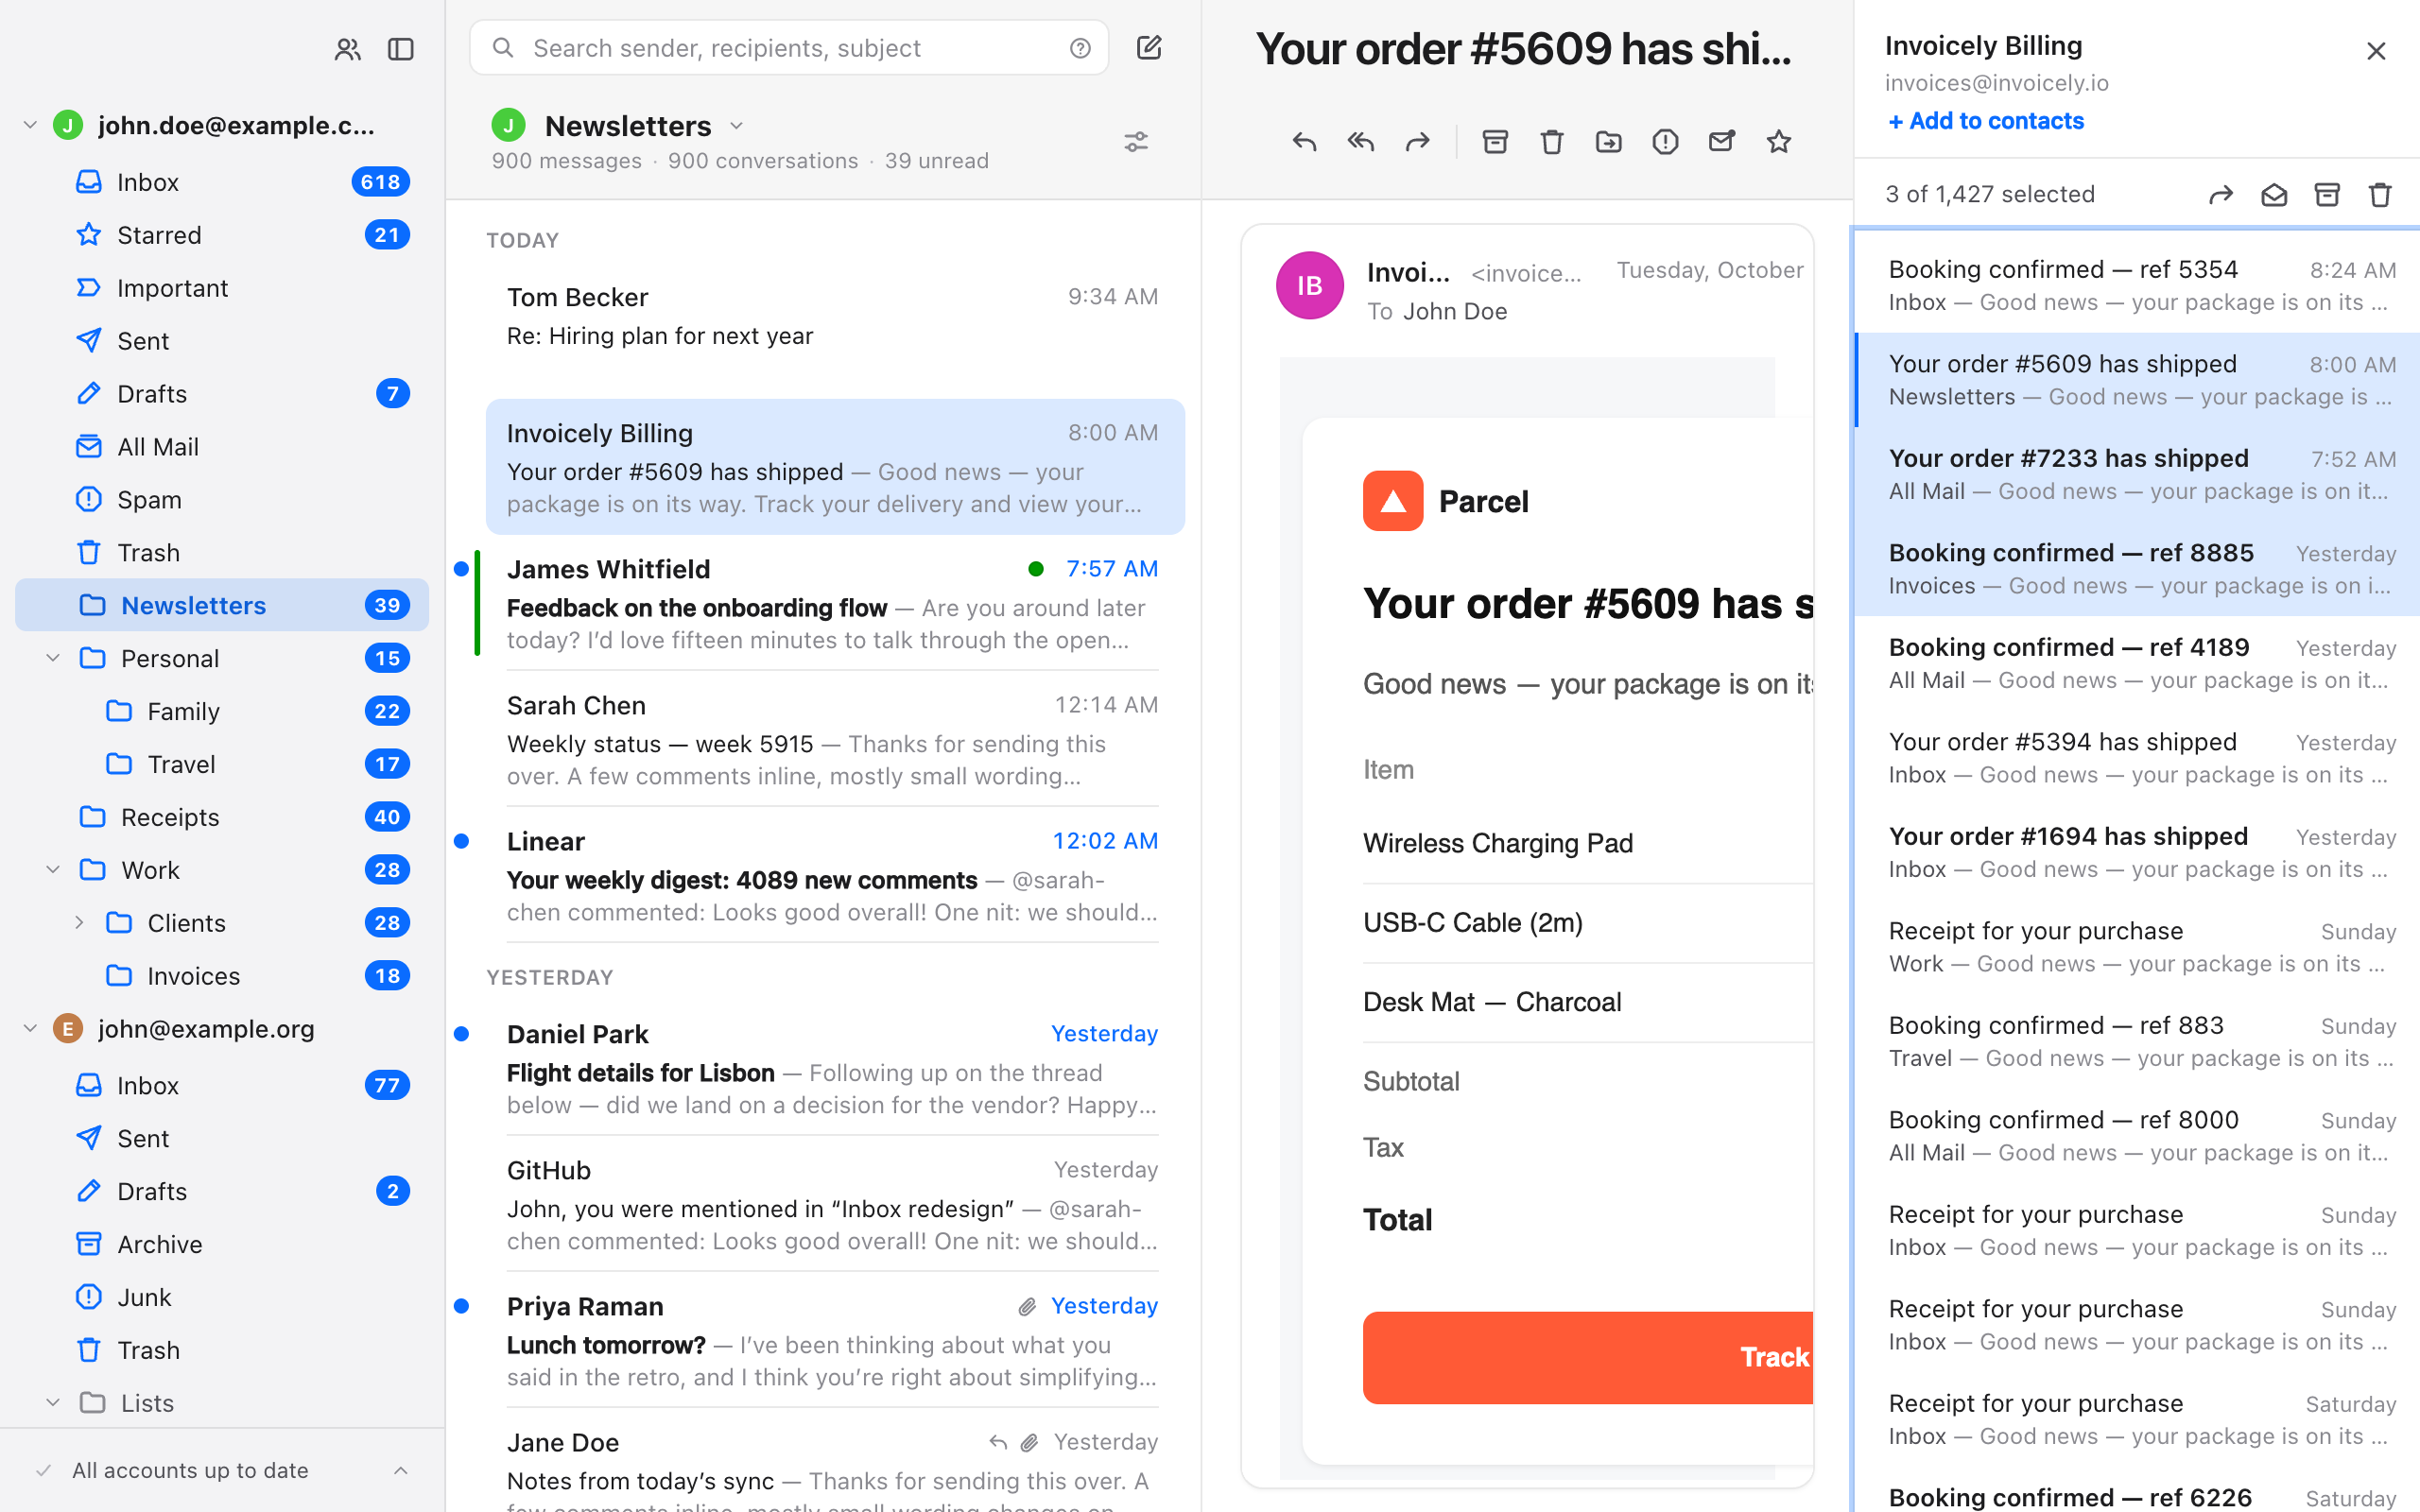 J john.doe@example.c...
Inbox 618
Starred 21
Important
Sent
Drafts 7
All Mail
Spam
Trash
Newsletters 39
Personal 15
Family 22
Travel 17
Receipts 40
Work 28
Clients 28
Invoices 18
E john@example.org
Inbox 77
Sent
Drafts 2
Archive
Junk
Trash
Lists
All accounts up to date
Search sender, recipients, subject
J Newsletters
900 messages · 900 conversations · 39 unread
TODAY
Tom Becker 9:34 AM
Re: Hiring plan for next year
Invoicely Billing 8:00 AM
Your order #5609 has shipped — Good news — your
package is on its way. Track your delivery and view your...
James Whitfield 7:57 AM
Feedback on the onboarding flow — Are you around later
today? I’d love fifteen minutes to talk through the open...
Sarah Chen 12:14 AM
Weekly status — week 5915 — Thanks for sending this
over. A few comments inline, mostly small wording...
Linear 12:02 AM
Your weekly digest: 4089 new comments — @sarah-
chen commented: Looks good overall! One nit: we should...
YESTERDAY
Daniel Park Yesterday
Flight details for Lisbon — Following up on the thread
below — did we land on a decision for the vendor? Happy...
GitHub Yesterday
John, you were mentioned in “Inbox redesign” — @sarah-
chen commented: Looks good overall! One nit: we should...
Priya Raman Yesterday
Lunch tomorrow? — I’ve been thinking about what you
said in the retro, and I think you’re right about simplifying...
Jane Doe Yesterday
Notes from today’s sync — Thanks for sending this over. A
few comments inline, mostly small wording changes on
Your order #5609 has shi...
IB Invoi... <invoice... Tuesday, October
To John Doe
Parcel
Your order #5609 has s
Good news — your package is on its
Item
Wireless Charging Pad
USB-C Cable (2m)
Desk Mat — Charcoal
Subtotal
Tax
Total
Track
Invoicely Billing
invoices@invoicely.io
+ Add to contacts
3 of 1,427 selected
Booking confirmed — ref 5354 8:24 AM
Inbox — Good news — your package is on its ...
Your order #5609 has shipped 8:00 AM
Newsletters — Good news — your package is ...
Your order #7233 has shipped 7:52 AM
All Mail — Good news — your package is on it...
Booking confirmed — ref 8885 Yesterday
Invoices — Good news — your package is on i...
Booking confirmed — ref 4189 Yesterday
All Mail — Good news — your package is on it...
Your order #5394 has shipped Yesterday
Inbox — Good news — your package is on its ...
Your order #1694 has shipped Yesterday
Inbox — Good news — your package is on its ...
Receipt for your purchase Sunday
Work — Good news — your package is on its ...
Booking confirmed — ref 883 Sunday
Travel — Good news — your package is on its ...
Booking confirmed — ref 8000 Sunday
All Mail — Good news — your package is on it...
Receipt for your purchase Sunday
Inbox — Good news — your package is on its ...
Receipt for your purchase Sunday
Inbox — Good news — your package is on its ...
Receipt for your purchase Saturday
Inbox — Good news — your package is on its ...
Booking confirmed — ref 6226 Saturday